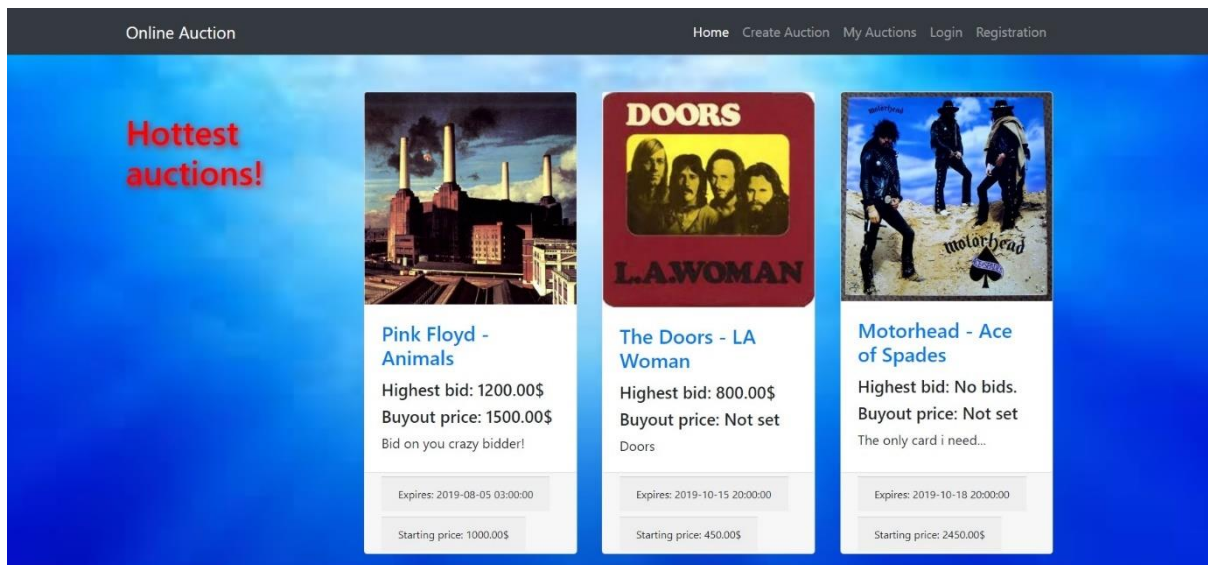 Online Auction
Home Create Auction My Auctions Login Registration
Hottest
auctions!
Pink Floyd -
Animals
Highest bid: 1200.00$
Buyout price: 1500.00$
Bid on you crazy bidder!
Expires: 2019-08-05 03:00:00
Starting price: 1000.00$
DOORS
L.A.WOMAN
The Doors - LA
Woman
Highest bid: 800.00$
Buyout price: Not set
Doors
Expires: 2019-10-15 20:00:00
Starting price: 450.00$
motorhead
motorhead
Motorhead - Ace
of Spades
Highest bid: No bids.
Buyout price: Not set
The only card i need...
Expires: 2019-10-18 20:00:00
Starting price: 2450.00$